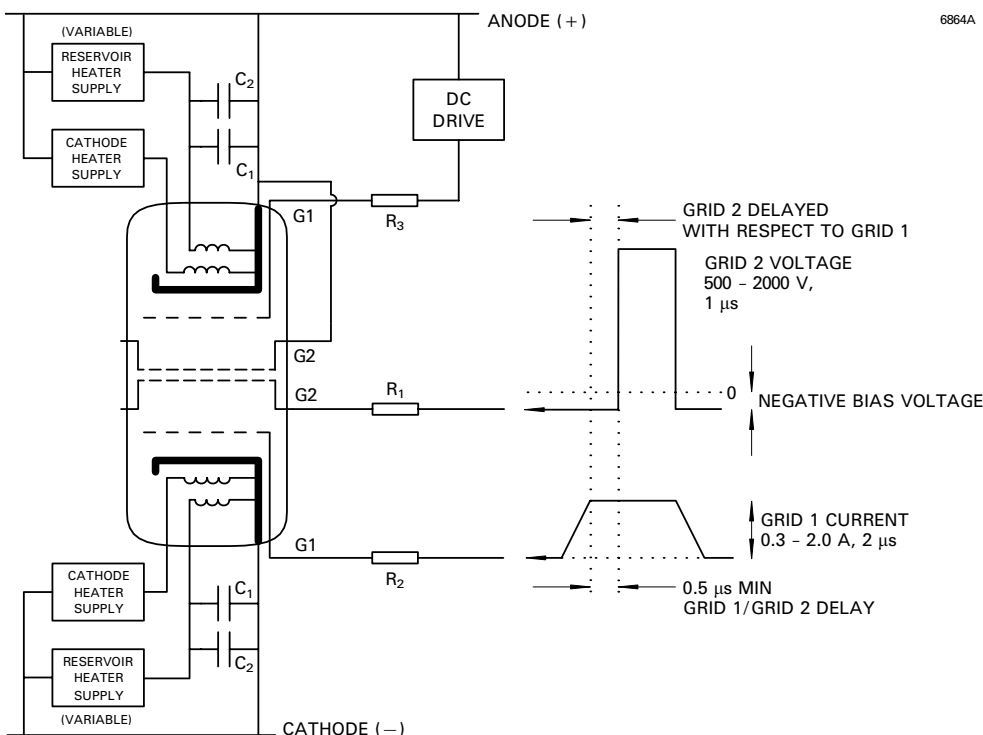 ANODE (+)
6864A
(VARIABLE)
RESERVOIR
HEATER
SUPPLY
C2
DC
DRIVE
CATHODE
HEATER
SUPPLY
C1
G1
R3
GRID 2 DELAYED
WITH RESPECT TO GRID 1
GRID 2 VOLTAGE
500 – 2000 V,
1 μs
G2
G2
R1
0
NEGATIVE BIAS VOLTAGE
GRID 1 CURRENT
0.3 – 2.0 A, 2 μs
G1
R2
0.5 μs MIN
GRID 1/GRID 2 DELAY
CATHODE
HEATER
SUPPLY
C1
C2
RESERVOIR
HEATER
SUPPLY
(VARIABLE)
CATHODE (−)